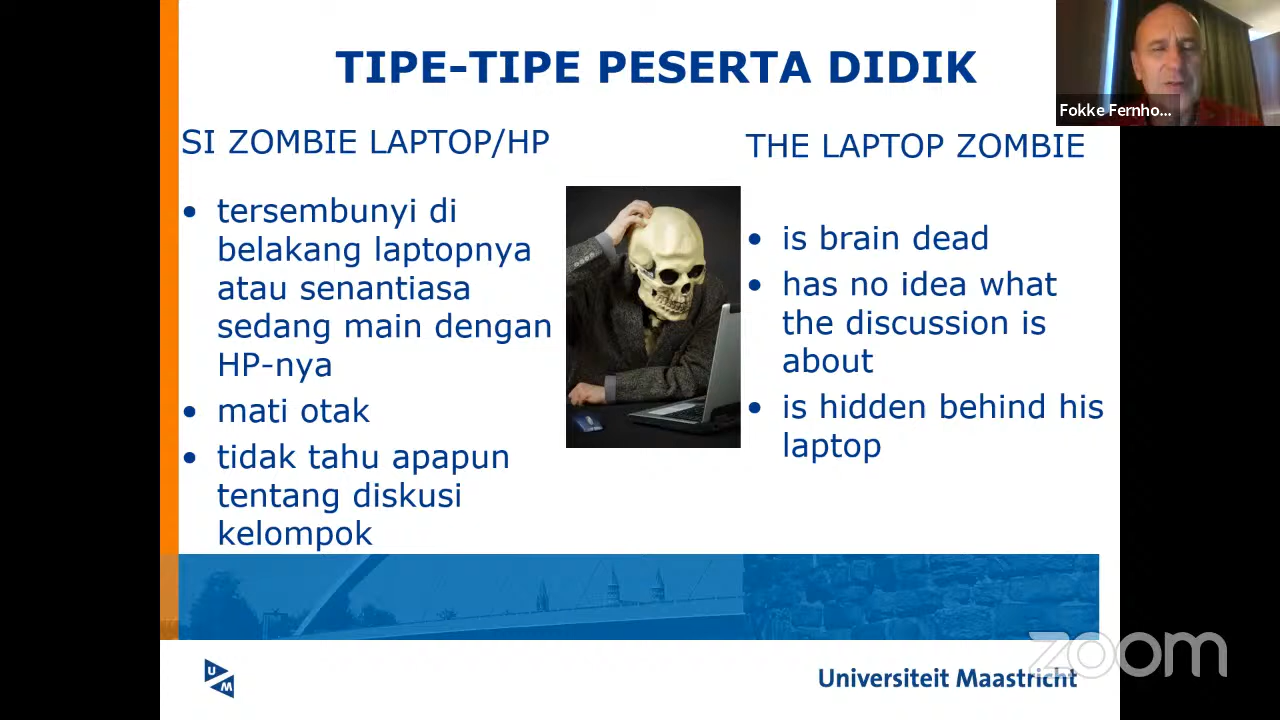 TIPE-TIPE PESERTA DIDIK
Fokke Fernho...
SI ZOMBIE LAPTOP/HP
• tersembunyi di
belakang laptopnya
atau senantiasa
sedang main dengan
HP-nya
• mati otak
• tidak tahu apapun
tentang diskusi
kelompok
THE LAPTOP ZOMBIE
• is brain dead
• has no idea what
the discussion is
about
• is hidden behind his
laptop
UM
Universiteit Maastricht
zoom